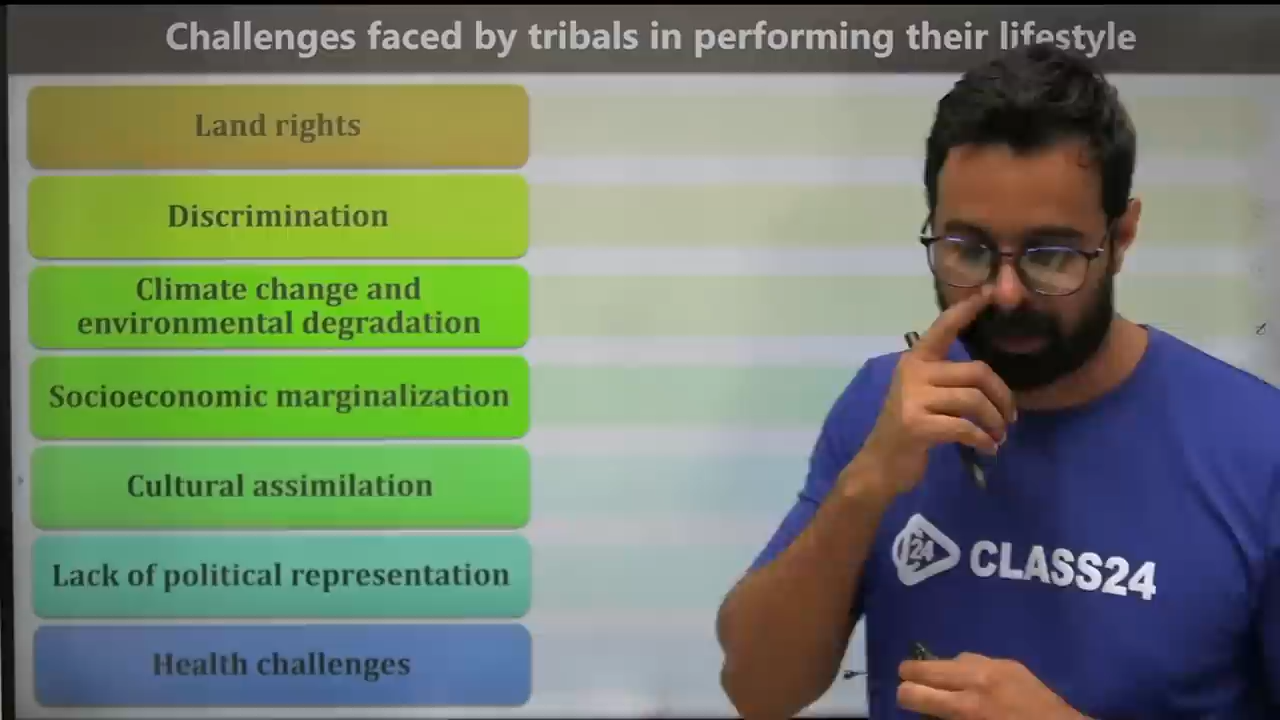 Challenges faced by tribals in performing their lifestyle
Land rights
Discrimination
Climate change and
environmental degradation
Socioeconomic marginalization
Cultural assimilation
Lack of political representation
Health challenges
24 CLASS24